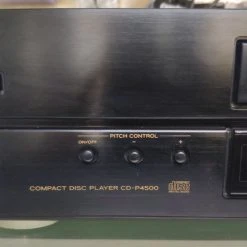 PITCH CONTROL
ON/OFF - +
COMPACT DISC PLAYER CD-P4500
COMPACT
disc
DIGITAL AUDIO